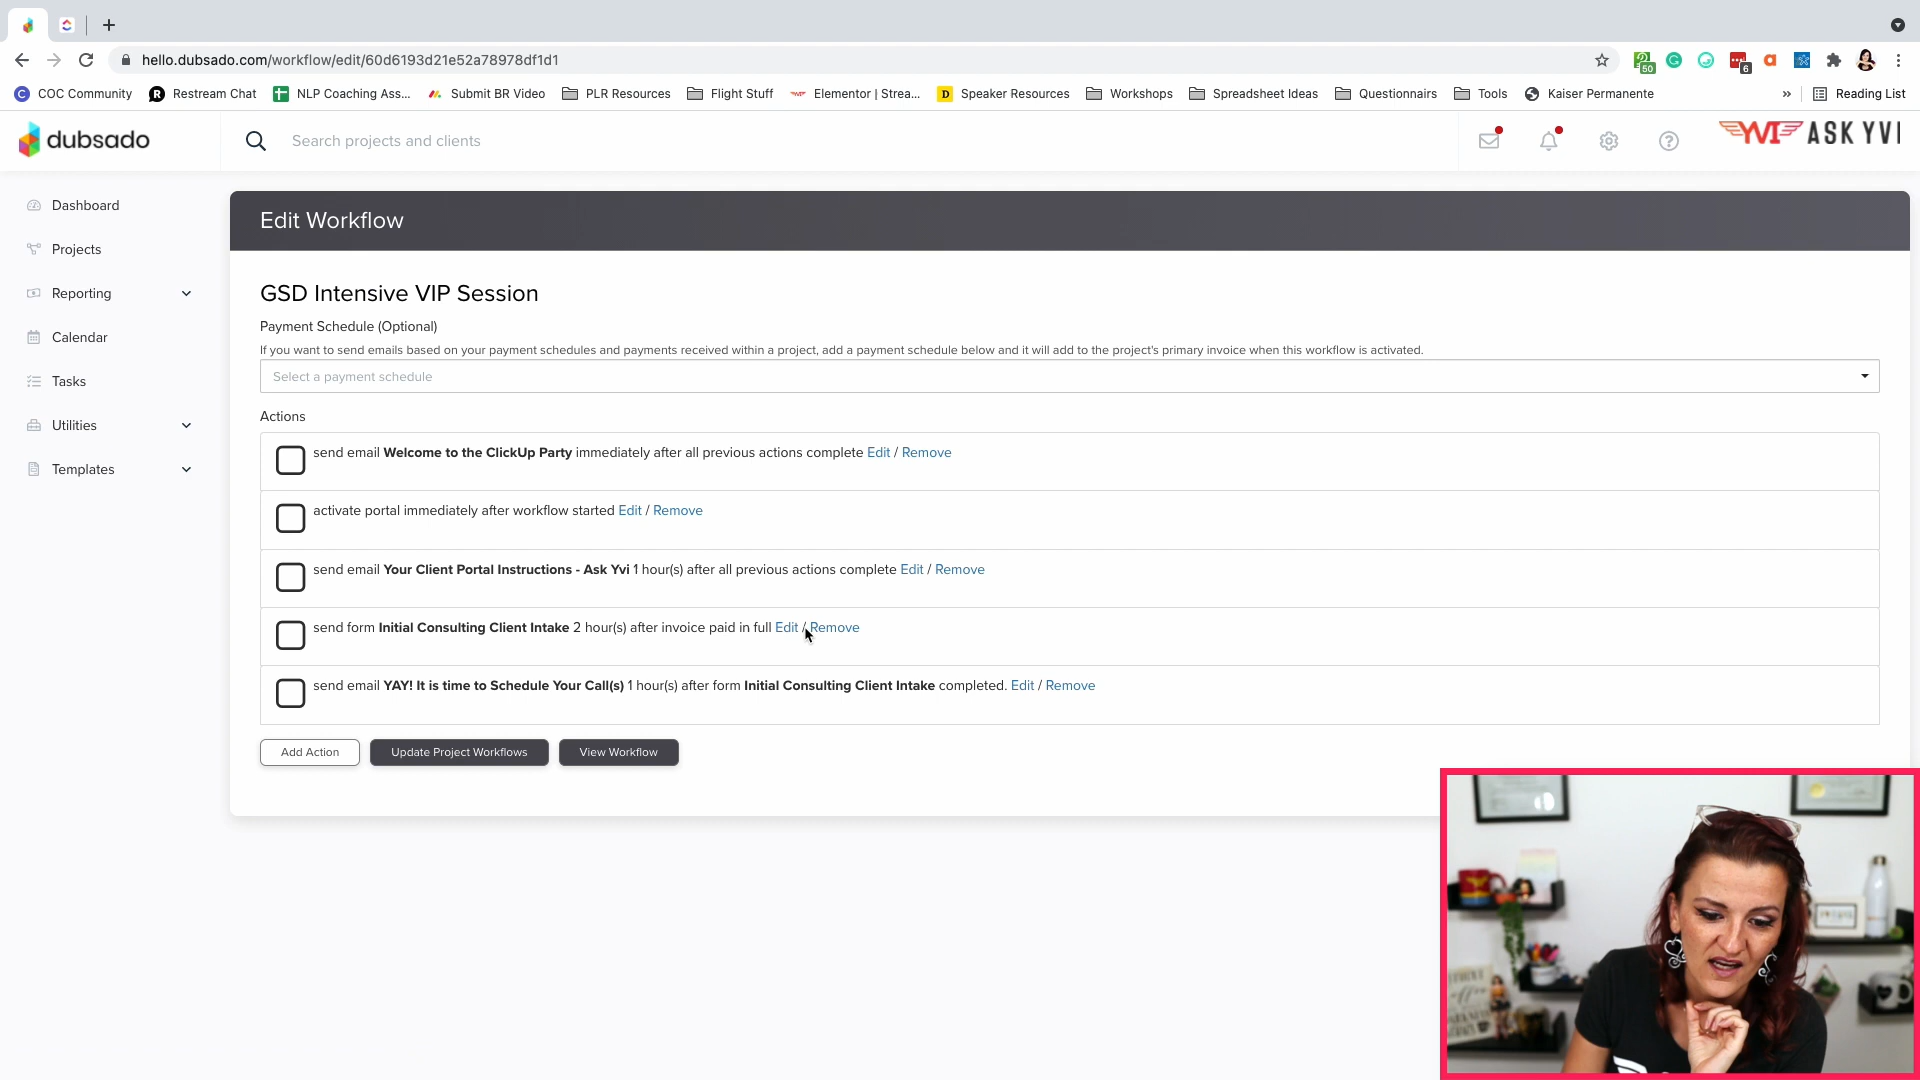 hello.dubsado.com/workflow/edit/60d6193d21e52a78978df1d1
50
6
COC Community
Restream Chat
NLP Coaching Ass...
Submit BR Video
PLR Resources
Flight Stuff
Elementor | Strea...
Speaker Resources
Workshops
Spreadsheet Ideas
Questionnairs
Tools
Kaiser Permanente
»
Reading List
dubsado
Search projects and clients
YVI ASK YVI
Dashboard
Projects
Reporting
Calendar
Tasks
Utilities
Templates
Edit Workflow
GSD Intensive VIP Session
Payment Schedule (Optional)
If you want to send emails based on your payment schedules and payments received within a project, add a payment schedule below and it will add to the project's primary invoice when this workflow is activated.
Select a payment schedule
Actions
send email Welcome to the ClickUp Party immediately after all previous actions complete Edit / Remove
activate portal immediately after workflow started Edit / Remove
send email Your Client Portal Instructions - Ask Yvi 1 hour(s) after all previous actions complete Edit / Remove
send form Initial Consulting Client Intake 2 hour(s) after invoice paid in full Edit / Remove
send email YAY! It is time to Schedule Your Call(s) 1 hour(s) after form Initial Consulting Client Intake completed. Edit / Remove
Add Action
Update Project Workflows
View Workflow